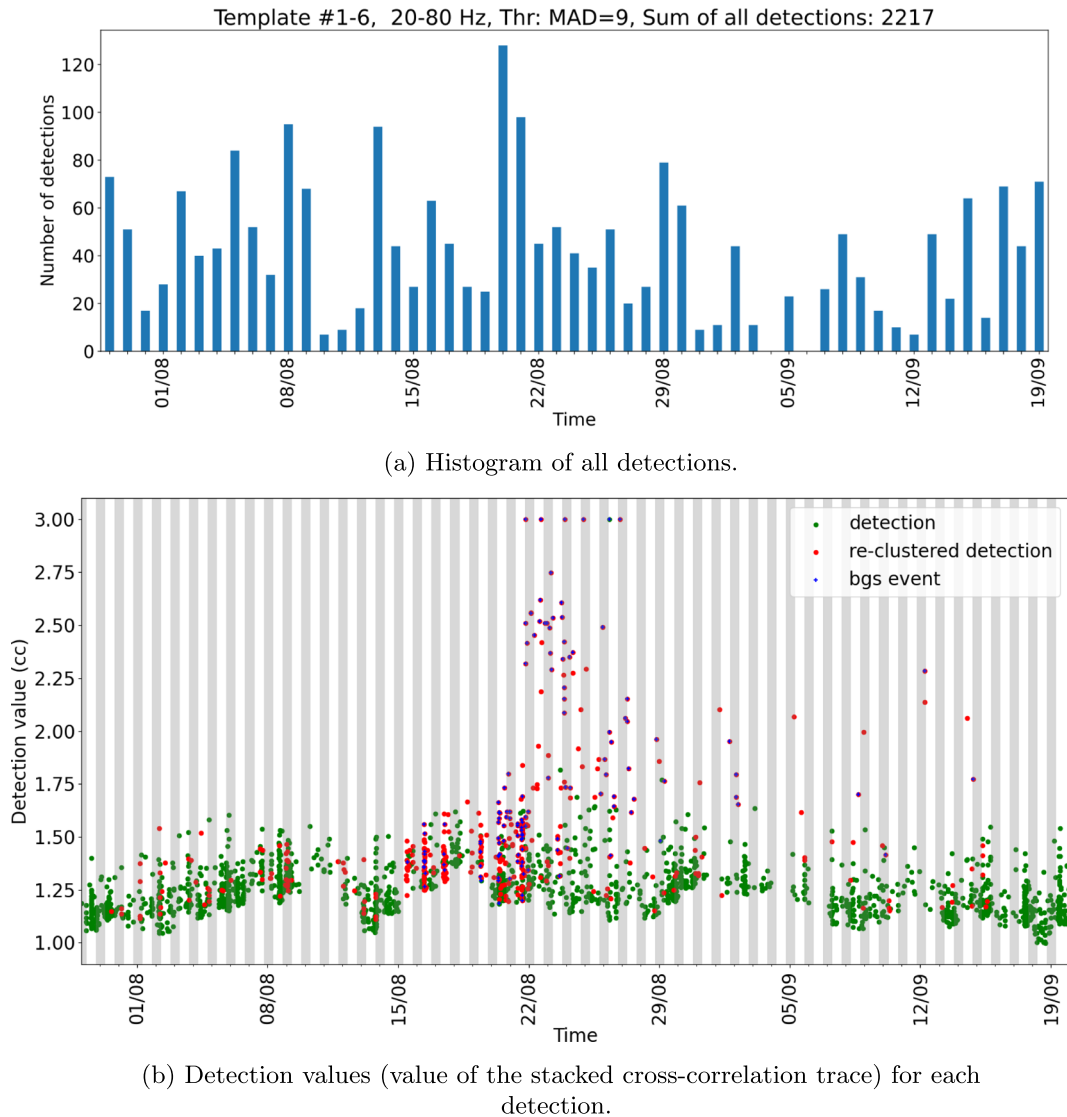 Template #1-6, 20-80 Hz, Thr: MAD=9, Sum of all detections: 2217
Number of detections
120
100
80
60
40
20
0
01/08
08/08
15/08
22/08
29/08
05/09
12/09
19/09
Time
(a) Histogram of all detections.
Detection value (cc)
3.00
2.75
2.50
2.25
2.00
1.75
1.50
1.25
1.00
detection
re-clustered detection
bgs event
01/08
08/08
15/08
22/08
29/08
05/09
12/09
19/09
Time
(b) Detection values (value of the stacked cross-correlation trace) for each
detection.